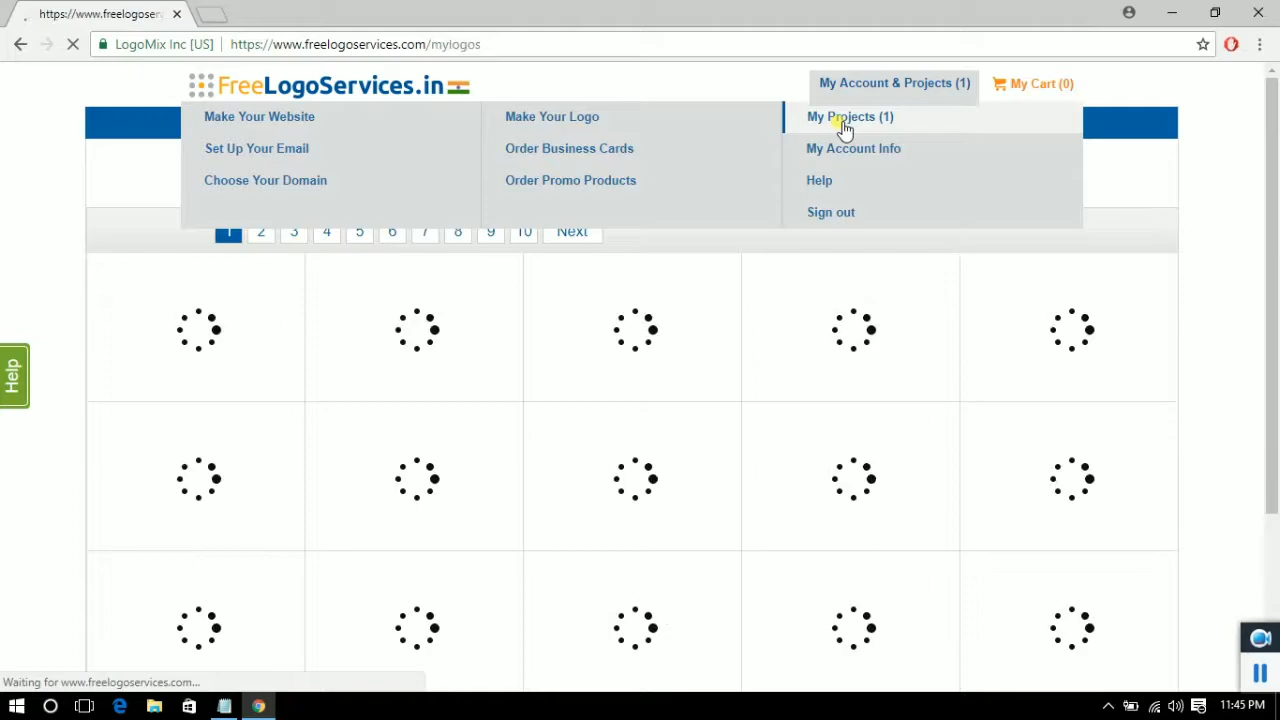 https://www.freelogoserv
LogoMix Inc [US] https://www.freelogoservices.com/mylogos
FreeLogoServices.in
My Account & Projects (1)
My Cart (0)
Make Your Website
Make Your Logo
My Projects (1)
Set Up Your Email
Order Business Cards
My Account Info
Choose Your Domain
Order Promo Products
Help
Sign out
1 2 3 4 5 6 7 8 9 10 Next
Help
Waiting for www.freelogoservices.com...
11:45 PM